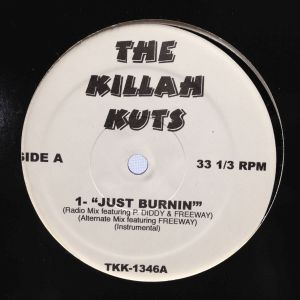 THE
KILLAH
KUTS
SIDE A
33 1/3 RPM
1- “JUST BURNIN’”
(Radio Mix featuring P. DIDDY & FREEWAY)
(Alternate Mix featuring FREEWAY)
(Instrumental)
TKK-1346A